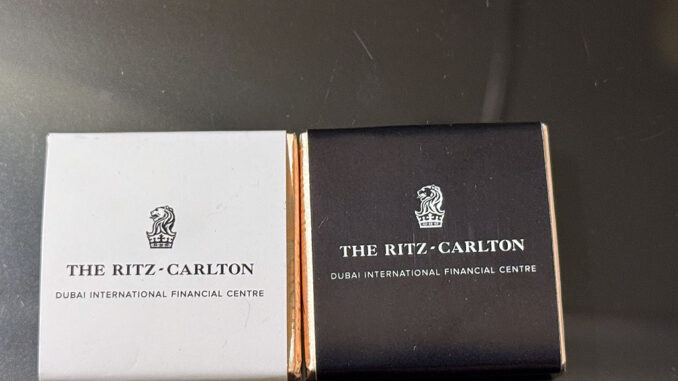 THE RITZ-CARLTON
DUBAI INTERNATIONAL FINANCIAL CENTRE
THE RITZ-CARLTON
DUBAI INTERNATIONAL FINANCIAL CENTRE